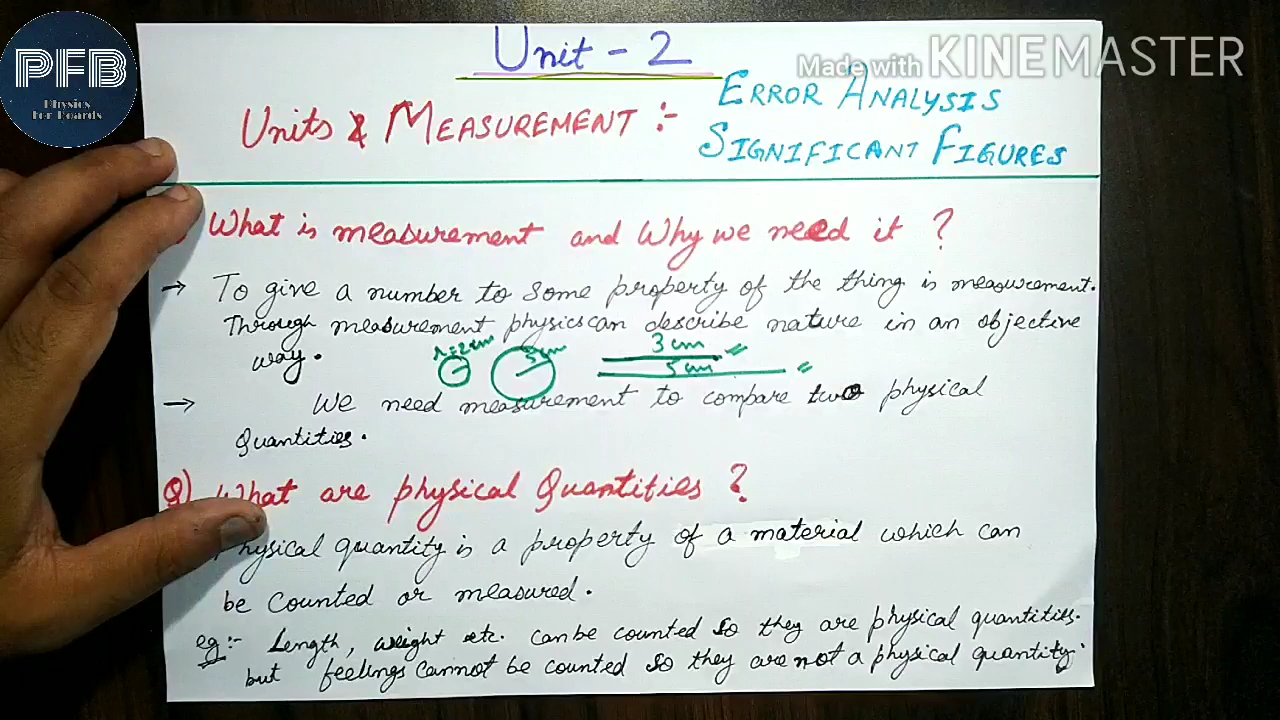 PFB
Physics
For Boards
Made with KINEMASTER
Unit - 2
Units & MEASUREMENT :-
ERROR ANALYSIS
SIGNIFICANT FIGURES
What is measurement and Why we need it ?
→ To give a number to some property of the thing is measurement.
Through measurement physics can describe nature in an objective
way.
r=2cm
3cm
3 cm
5 cm
→ We need measurement to compare two physical
Quantities.
Q) What are physical Quantities ?
Physical quantity is a property of a material which can
be counted or measured.
eg:- Length, weight etc. can be counted so they are physical quantities.
but feelings cannot be counted so they are not a physical quantity.